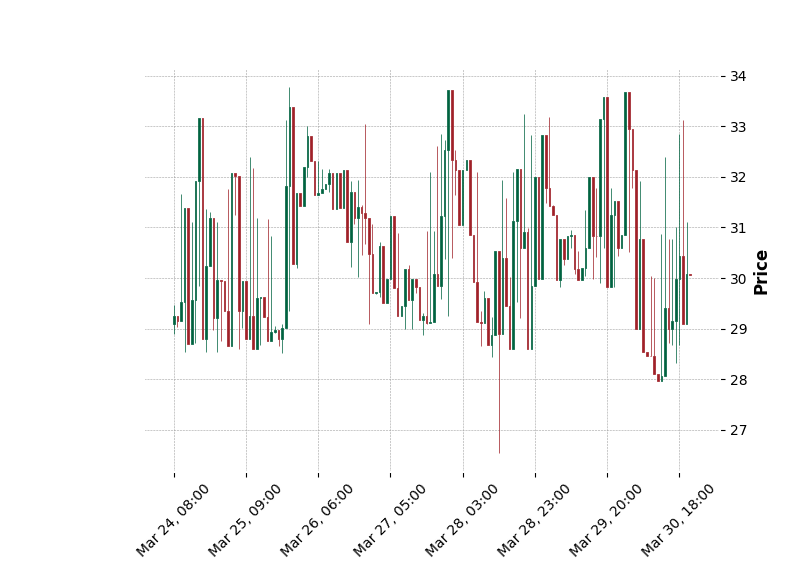 34
33
32
31
30
29
28
27
Price
Mar 24, 08:00
Mar 25, 09:00
Mar 26, 06:00
Mar 27, 05:00
Mar 28, 03:00
Mar 28, 23:00
Mar 29, 20:00
Mar 30, 18:00